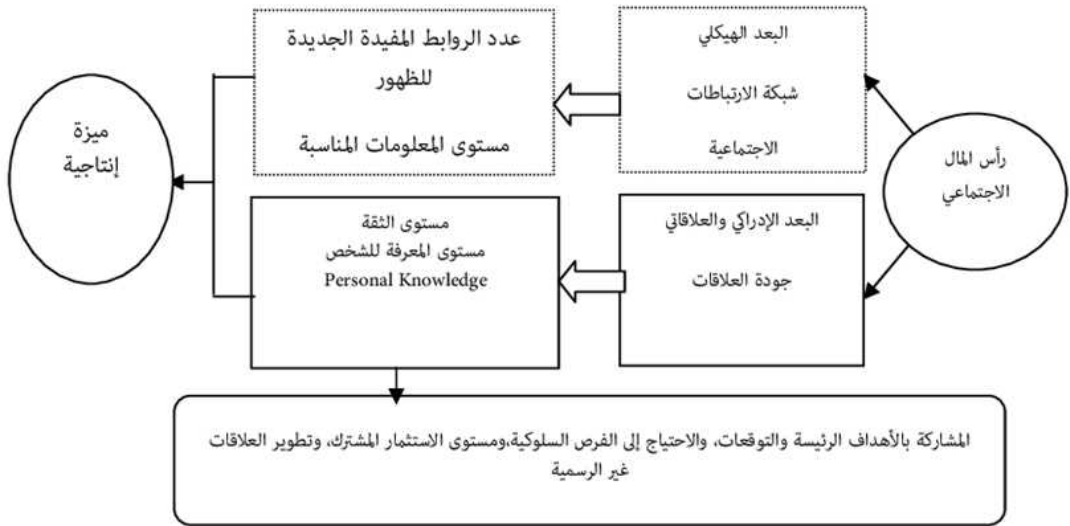 رأس المال
الاجتماعي
البعد الهيكلي
شبكة الارتباطات
الاجتماعية
البعد الإدراكي والعلاقاتي
جودة العلاقات
عدد الروابط المفيدة الجديدة
للظهور
مستوى المعلومات المناسبة
مستوى الثقة
مستوى المعرفة للشخص
Personal Knowledge
ميزة
إنتاجية
المشاركة بالأهداف الرئيسة والتوقعات، والاحتياج إلى الفرص السلوكية،ومستوى الاستثمار المشترك، وتطوير العلاقات
غير الرسمية